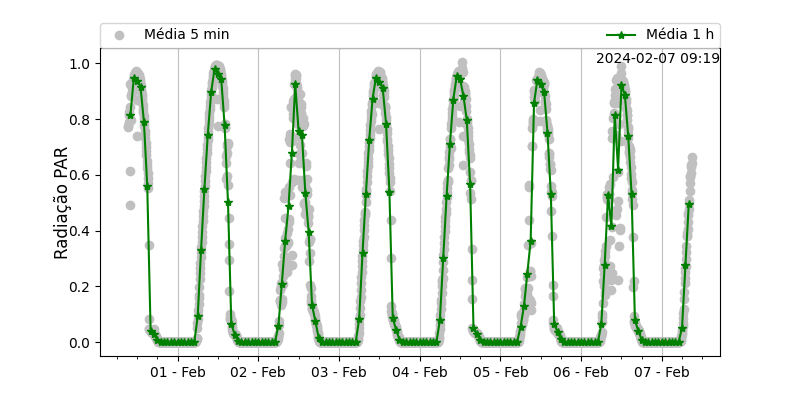 Média 5 min
Média 1 h
2024-02-07 09:19
Radiação PAR
1.0
0.8
0.6
0.4
0.2
0.0
01 - Feb
02 - Feb
03 - Feb
04 - Feb
05 - Feb
06 - Feb
07 - Feb